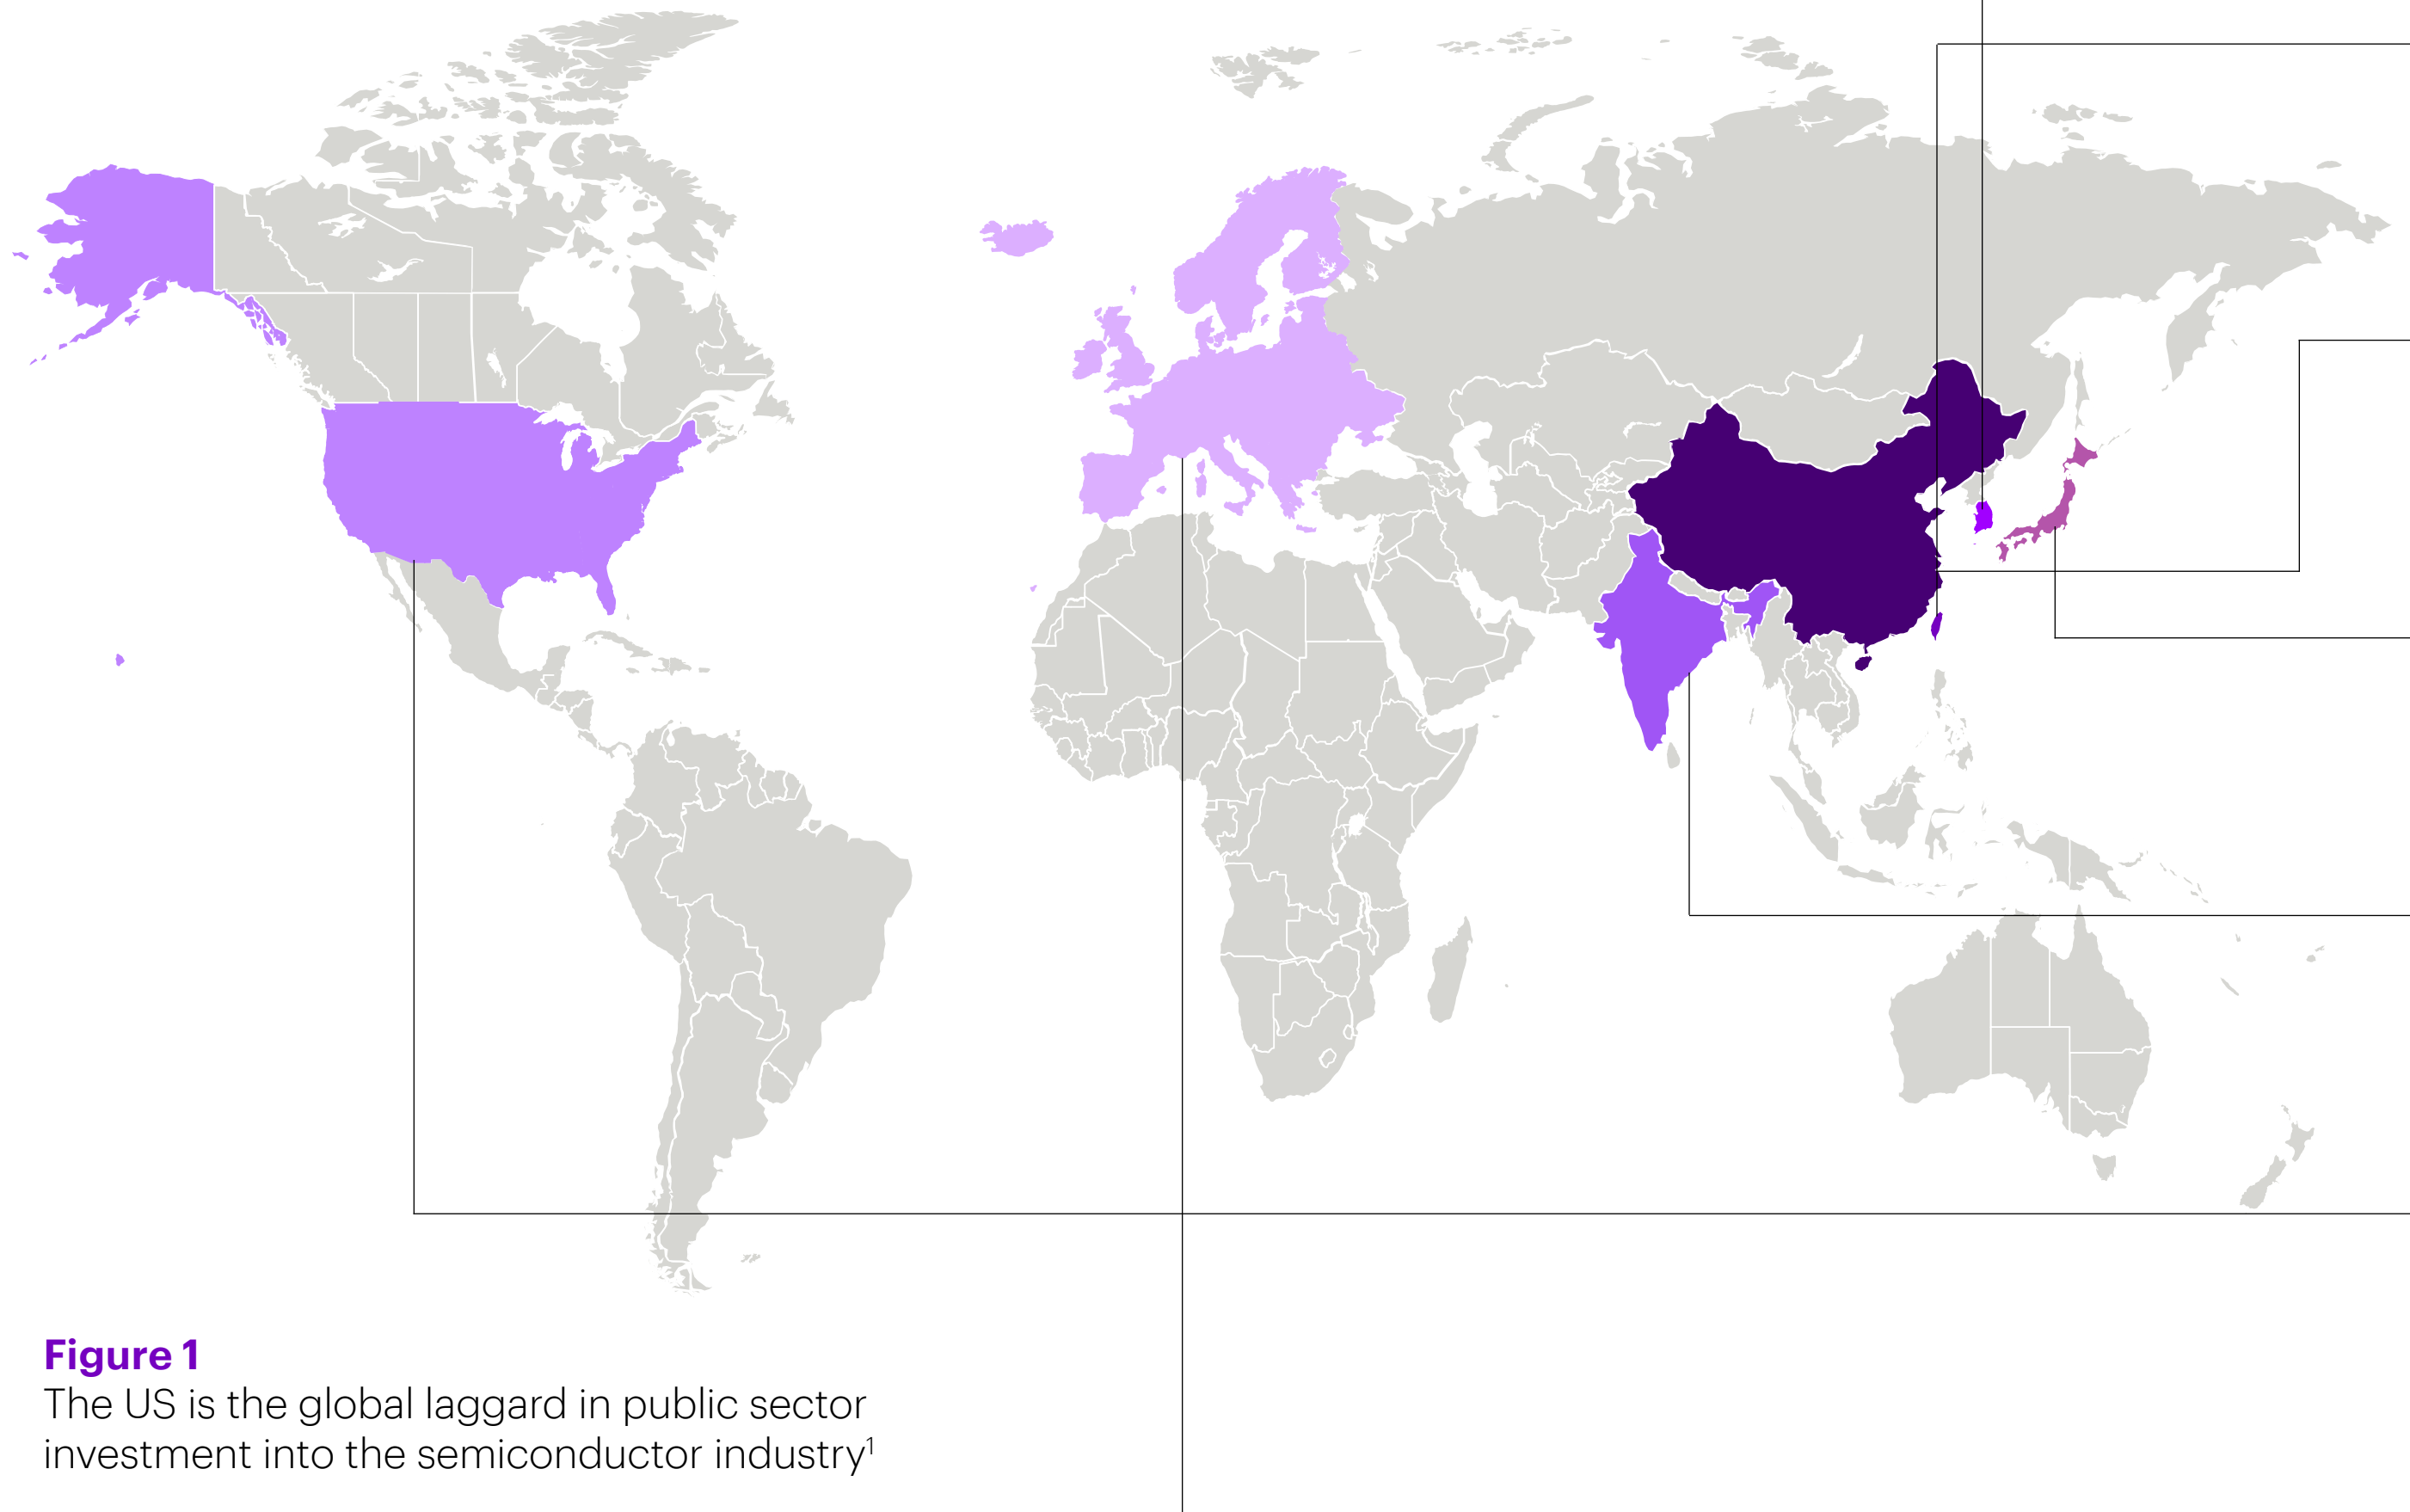 Figure 1
The US is the global laggard in public sector
investment into the semiconductor industry¹